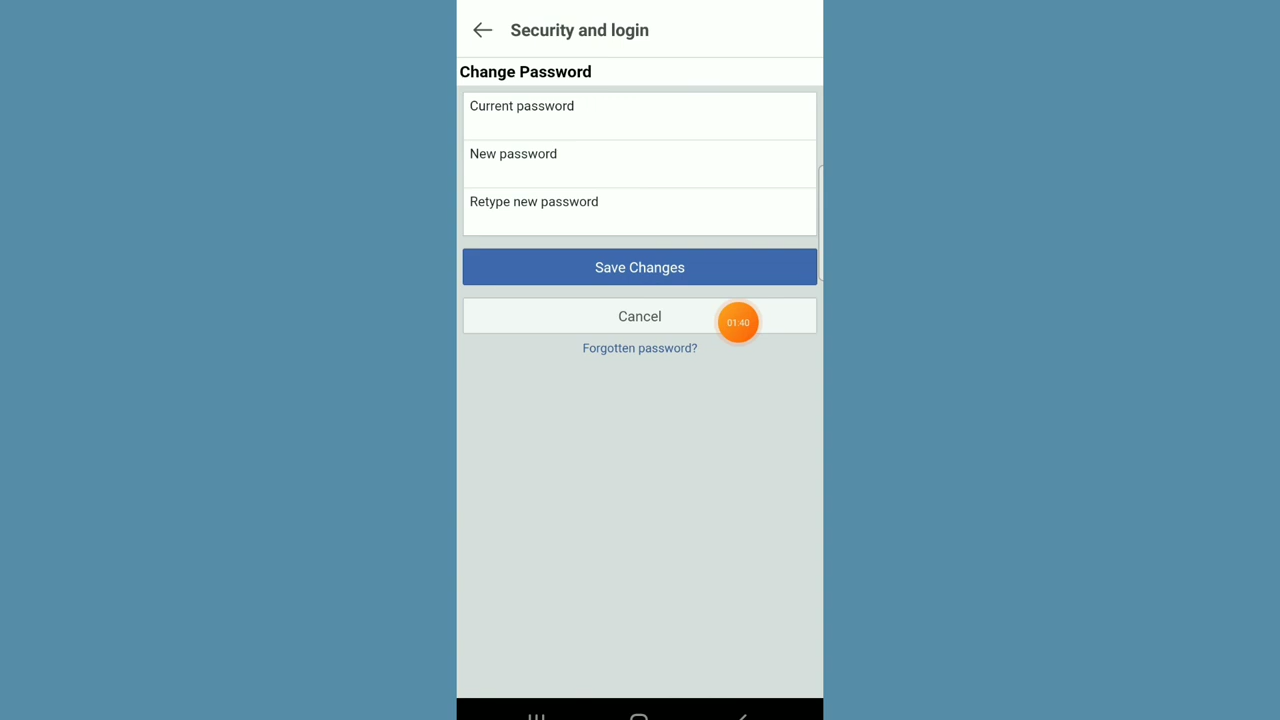 Security and login
Change Password
Current password
New password
Retype new password
Save Changes
Cancel
01:40
Forgotten password?